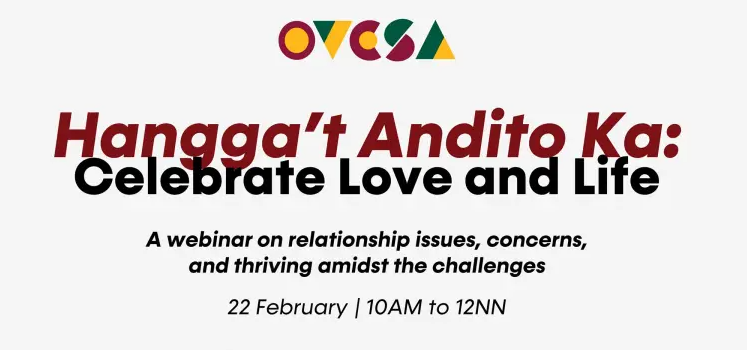 OVCSA
Hangga't Andito Ka:
Celebrate Love and Life
A webinar on relationship issues, concerns,
and thriving amidst the challenges
22 February | 10AM to 12NN